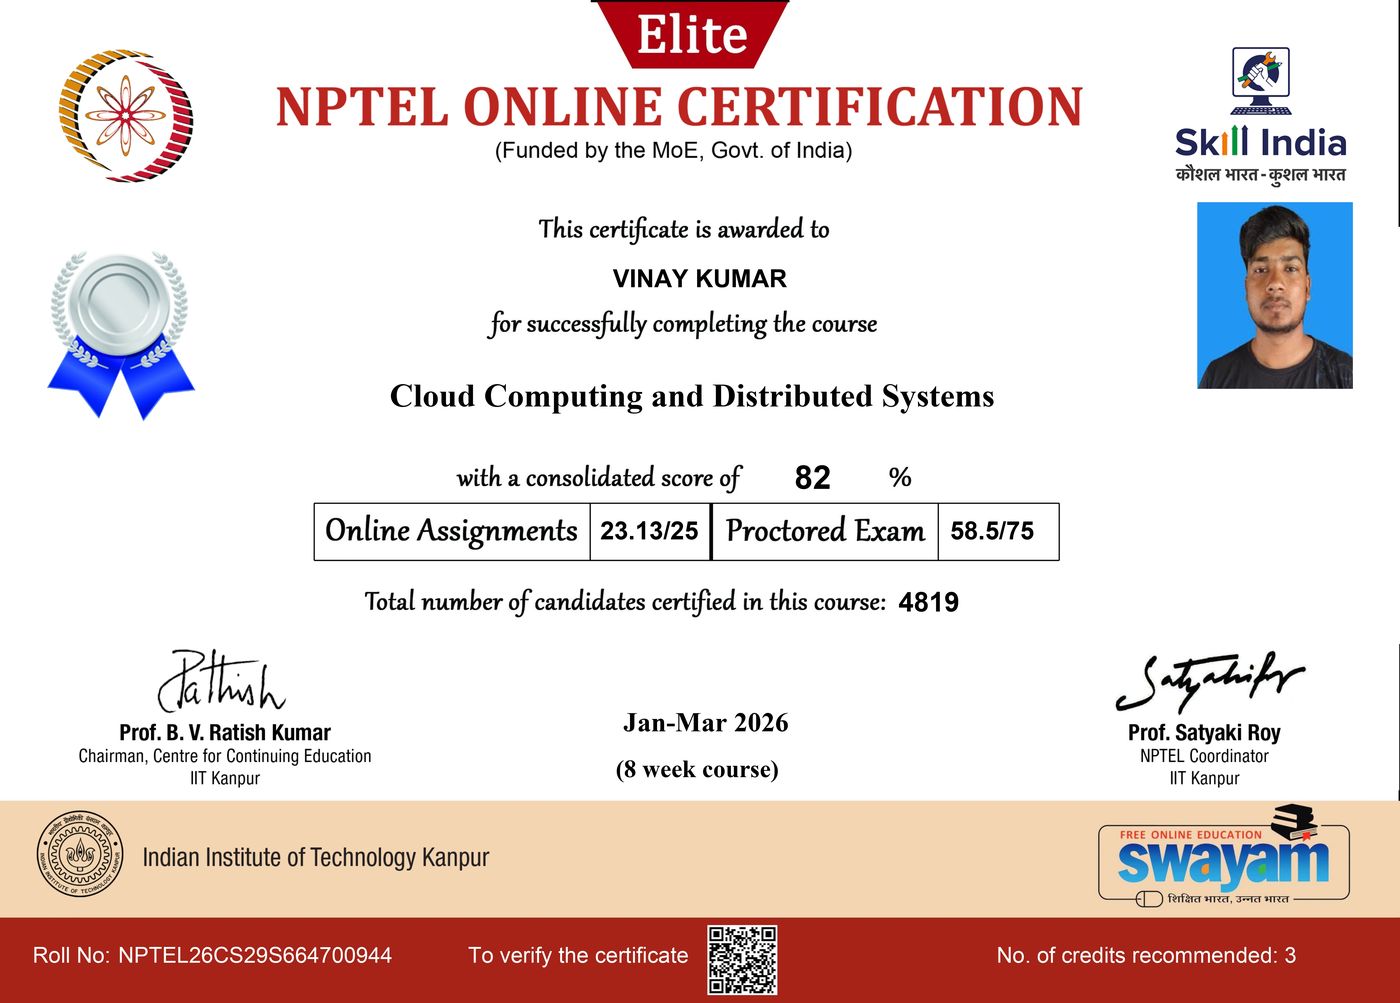 Elite
NPTEL ONLINE CERTIFICATION
(Funded by the MoE, Govt. of India)
Skill India
कौशल भारत - कुशल भारत
This certificate is awarded to
VINAY KUMAR
for successfully completing the course
Cloud Computing and Distributed Systems
with a consolidated score of 82 %
Online Assignments 23.13/25 Proctored Exam 58.5/75
Total number of candidates certified in this course: 4819
Prof. B. V. Ratish Kumar
Chairman, Centre for Continuing Education
IIT Kanpur
Jan-Mar 2026
(8 week course)
Prof. Satyaki Roy
NPTEL Coordinator
IIT Kanpur
INDIAN INSTITUTE OF TECHNOLOGY KANPUR
Indian Institute of Technology Kanpur
FREE ONLINE EDUCATION
swayam
शिक्षित भारत, उन्नत भारत
Roll No: NPTEL26CS29S664700944
To verify the certificate
No. of credits recommended: 3